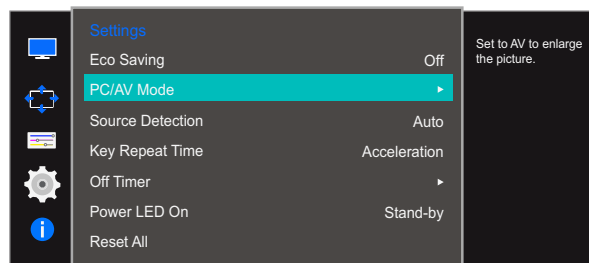 Settings
Eco Saving Off
PC/AV Mode
Source Detection Auto
Key Repeat Time Acceleration
Off Timer
Power LED On Stand-by
Reset All
Set to AV to enlarge
the picture.